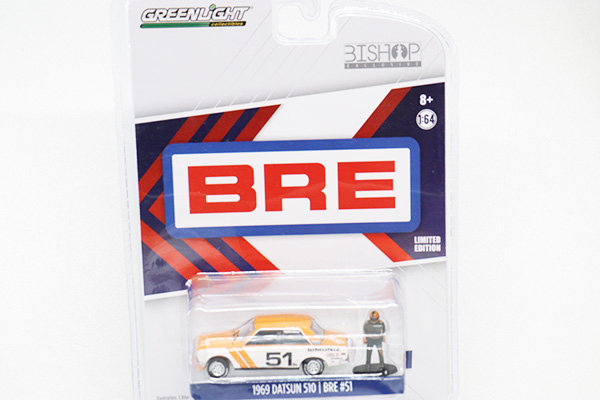 GREENLIGHT
collectibles
BISHOP
8+
1:64
BRE
LIMITED
EDITION
51
1969 DATSUN 510 | BRE #51